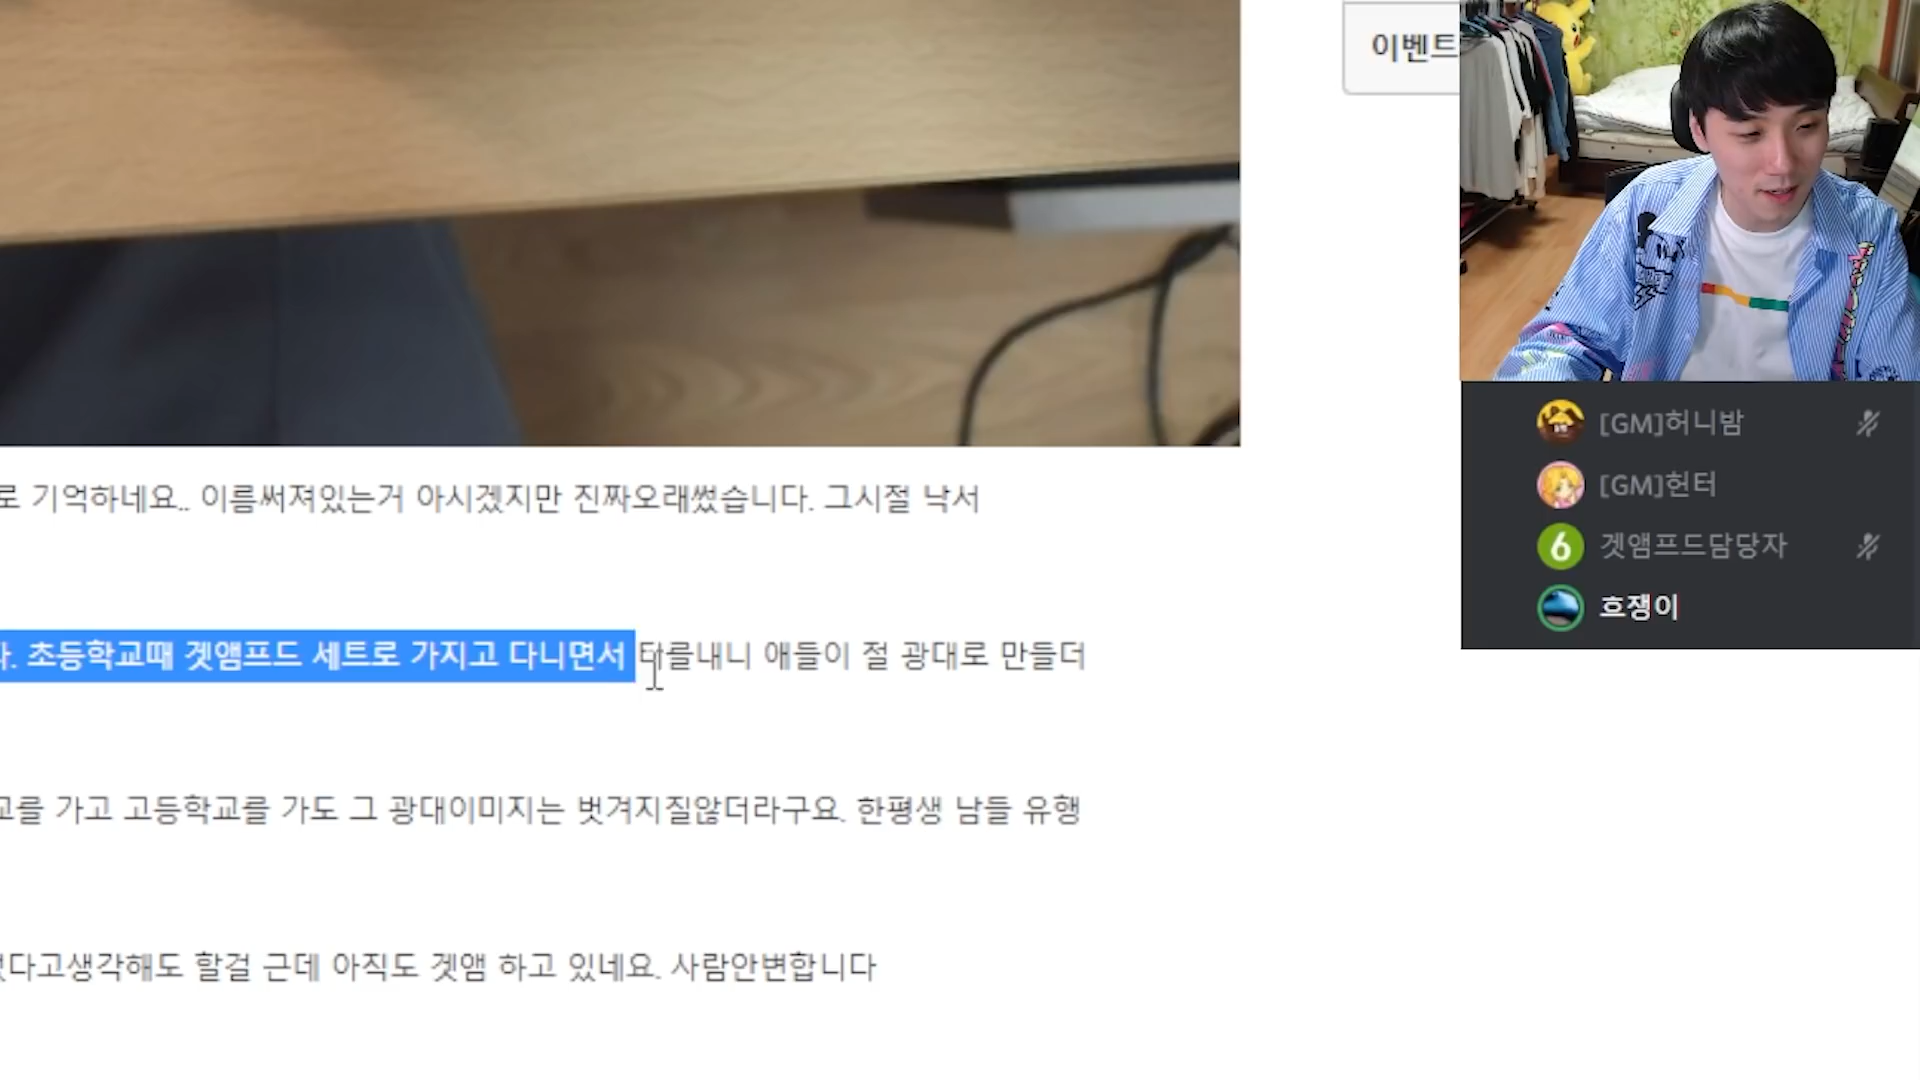 이벤트
[GM]허니밤
[GM]헌터
겟앰프드담당자
흐쟁이
로 기억하네요.. 이름써져있는거 아시겠지만 진짜오래썼습니다. 그시절 낙서
초등학교때 겟앰프드 세트로 가지고 다니면서 티를내니 애들이 절 광대로 만들더
교를 가고 고등학교를 가도 그 광대이미지는 벗겨지질않더라구요. 한평생 남들 유행
다고생각해도 할걸 근데 아직도 겟앰 하고 있네요. 사람안변합니다